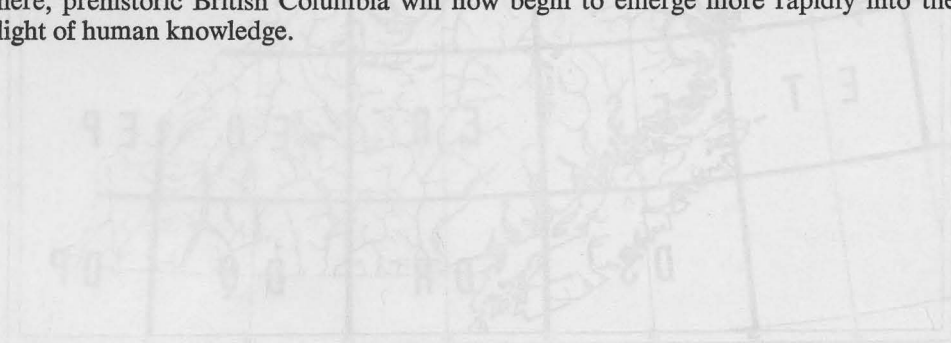 here, prehistoric British Columbia will now begin to emerge more rapidly into the
light of human knowledge.